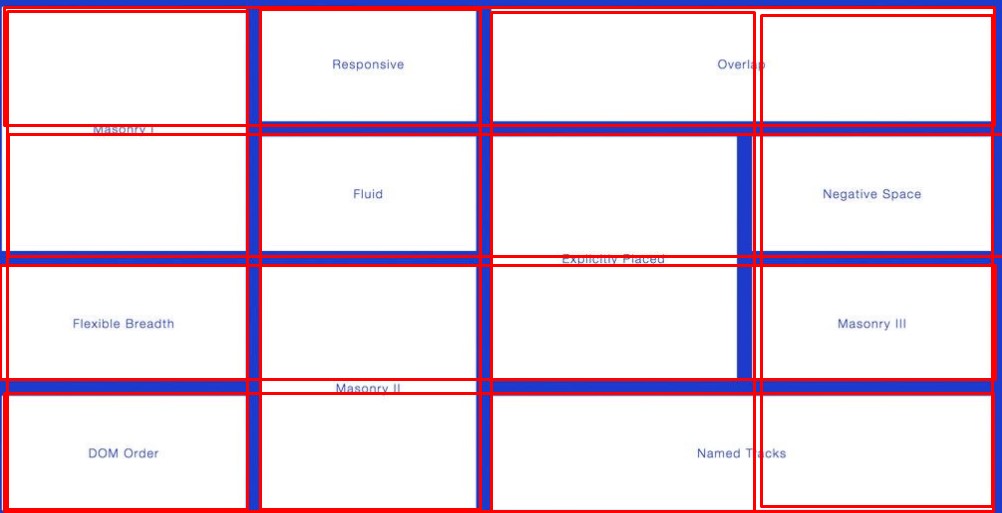 Responsive
Overlap
Masonry I
Fluid
Negative Space
Explicitly Placed
Flexible Breadth
Masonry III
Masonry II
DOM Order
Named Tracks